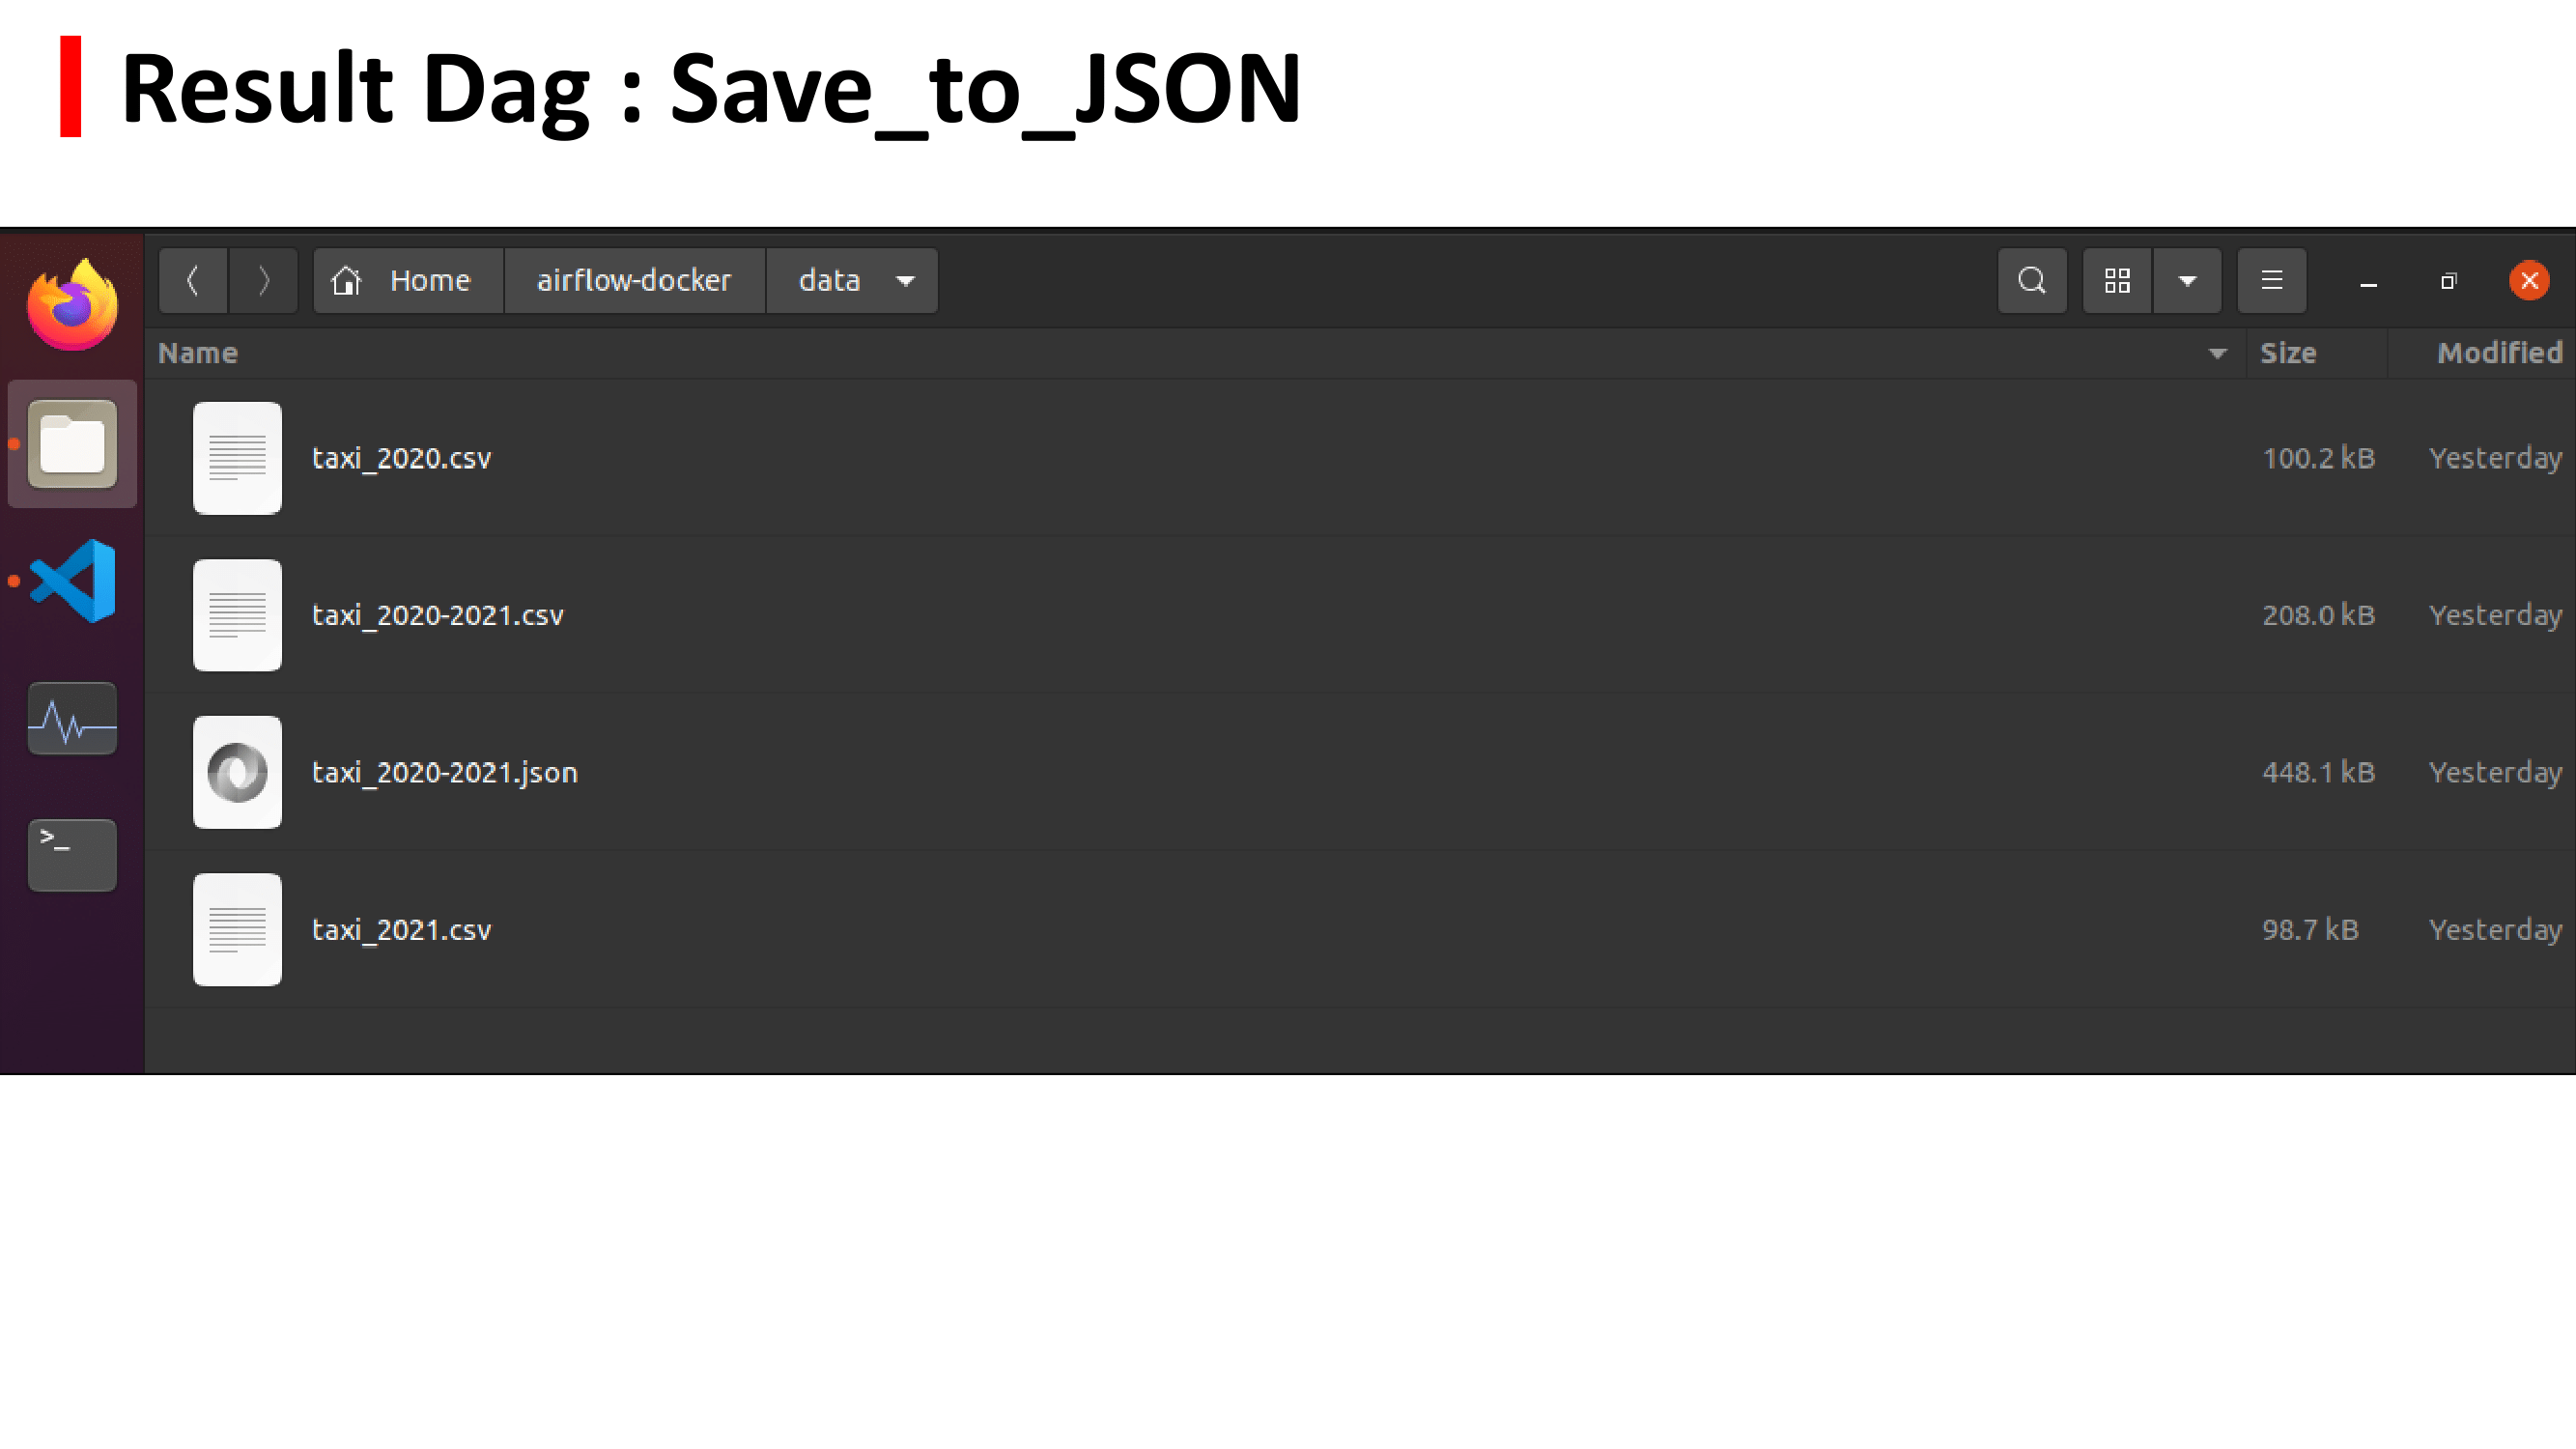 Result Dag : Save_to_JSON
Home airflow-docker data
Name Size Modified
taxi_2020.csv 100.2 kB Yesterday
taxi_2020-2021.csv 208.0 kB Yesterday
taxi_2020-2021.json 448.1 kB Yesterday
>_
taxi_2021.csv 98.7 kB Yesterday